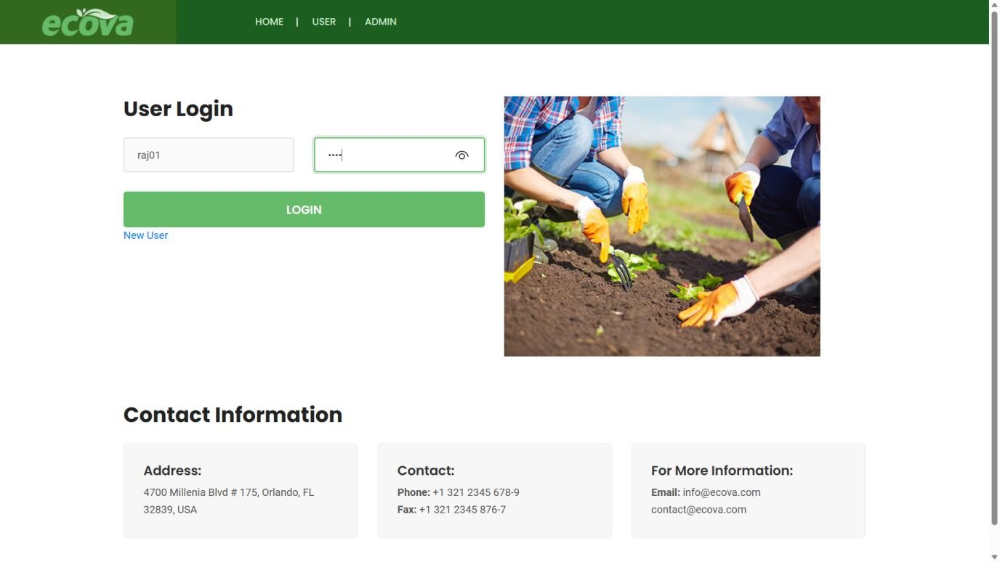 ecova
HOME | USER | ADMIN
User Login
raj01
••••
LOGIN
New User
Contact Information
Address:
4700 Millenia Blvd # 175, Orlando, FL
32839, USA
Contact:
Phone: +1 321 2345 678-9
Fax: +1 321 2345 876-7
For More Information:
Email: info@ecova.com
contact@ecova.com